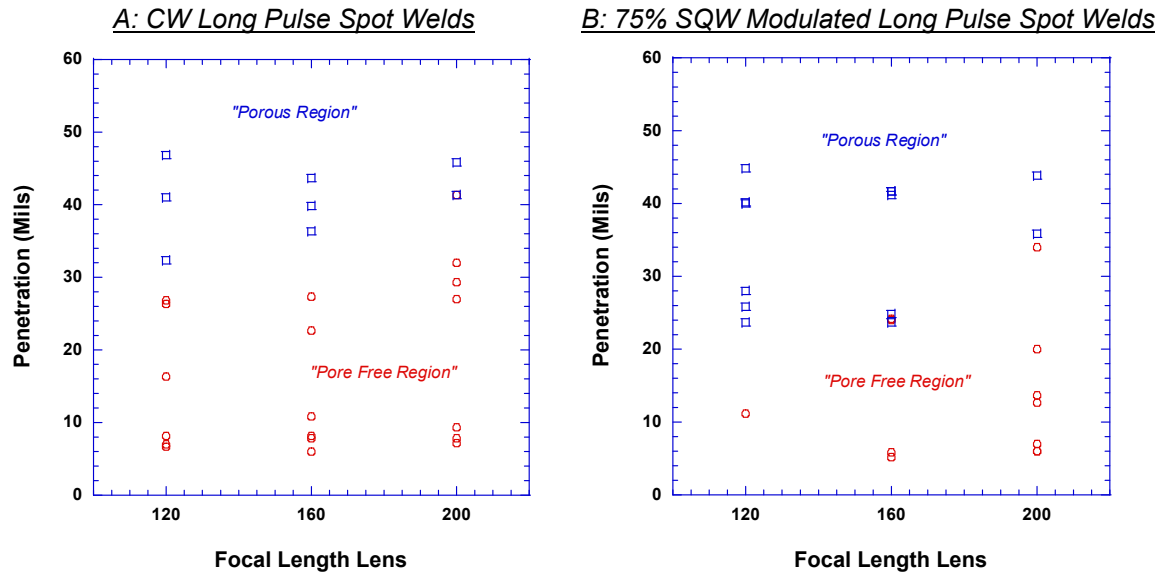 A: CW Long Pulse Spot Welds
60
50
40
30
20
10
0
Penetration (Mils)
"Porous Region"
"Pore Free Region"
120 160 200
Focal Length Lens
B: 75% SQW Modulated Long Pulse Spot Welds
60
50
40
30
20
10
0
Penetration (Mils)
"Porous Region"
"Pore Free Region"
120 160 200
Focal Length Lens